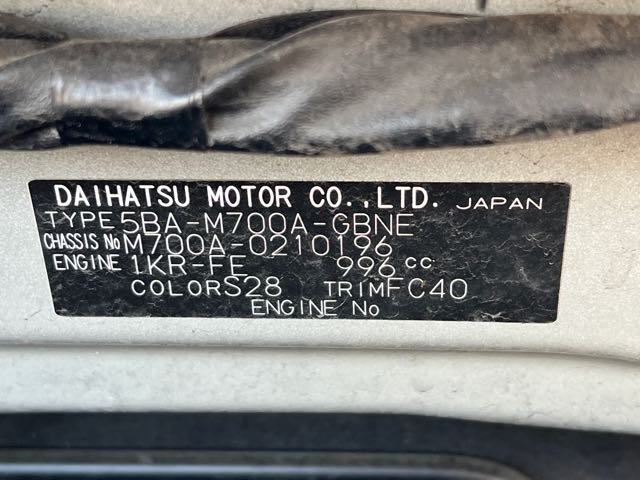 DAIHATSU MOTOR CO.,LTD. JAPAN
TYPE 5BA-M700A-GBNE
CHASSIS No M700A-0210196
ENGINE 1KR-FE 996 cc
COLOR S28 TRIM FC40
ENGINE No